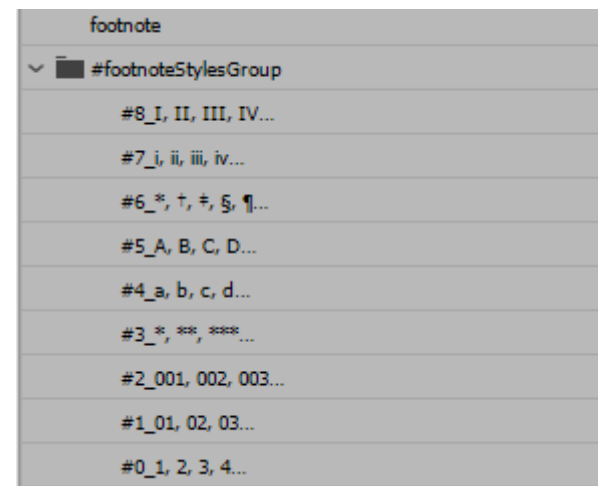 footnote
#footnoteStylesGroup
#8_I, II, III, IV...
#7_i, ii, iii, iv...
#6_*, †, ‡, §, ¶...
#5_A, B, C, D...
#4_a, b, c, d...
#3_*, **, ***...
#2_001, 002, 003...
#1_01, 02, 03...
#0_1, 2, 3, 4...